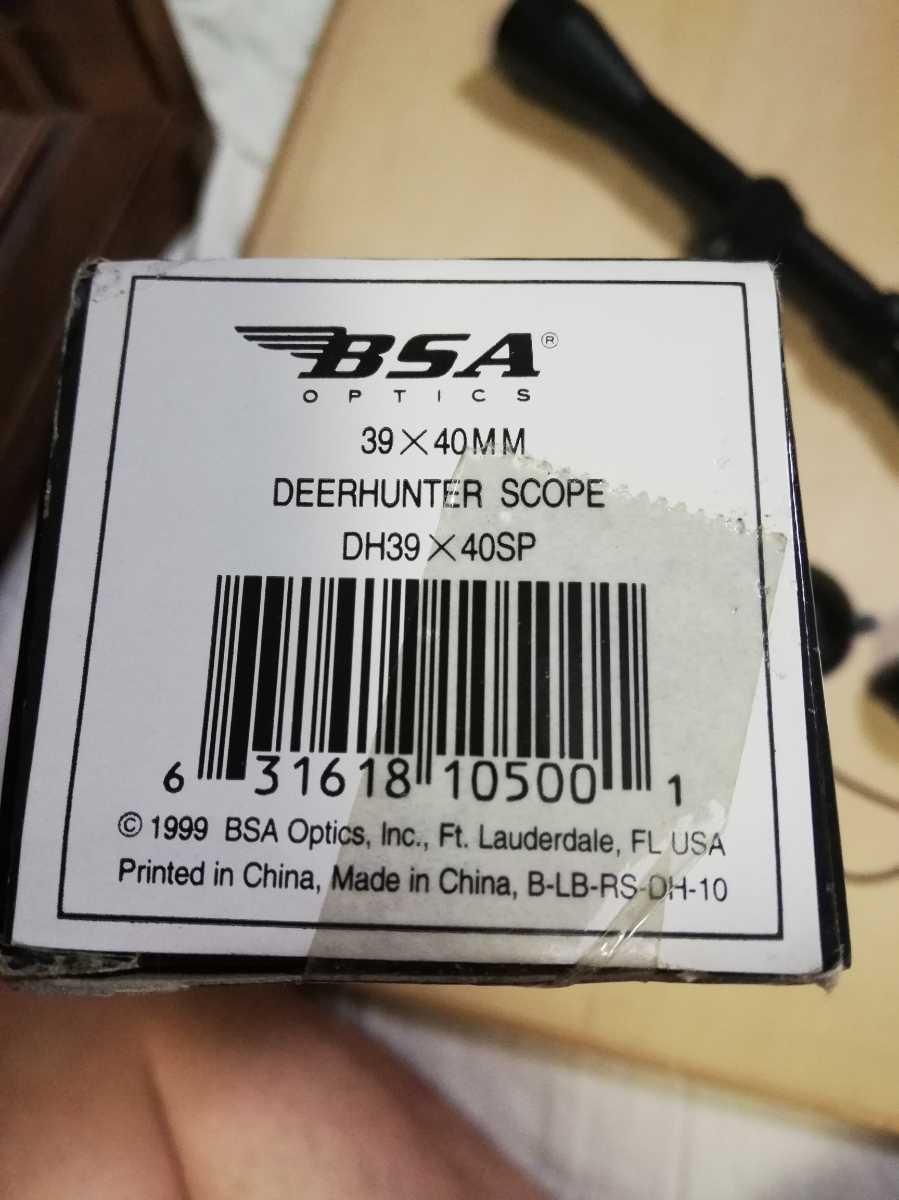 BSA®
OPTICS
39×40MM
DEERHUNTER SCOPE
DH39×40SP
6 31618 10500 1
© 1999 BSA Optics, Inc., Ft. Lauderdale, FL USA
Printed in China, Made in China, B-LB-RS-DH-10